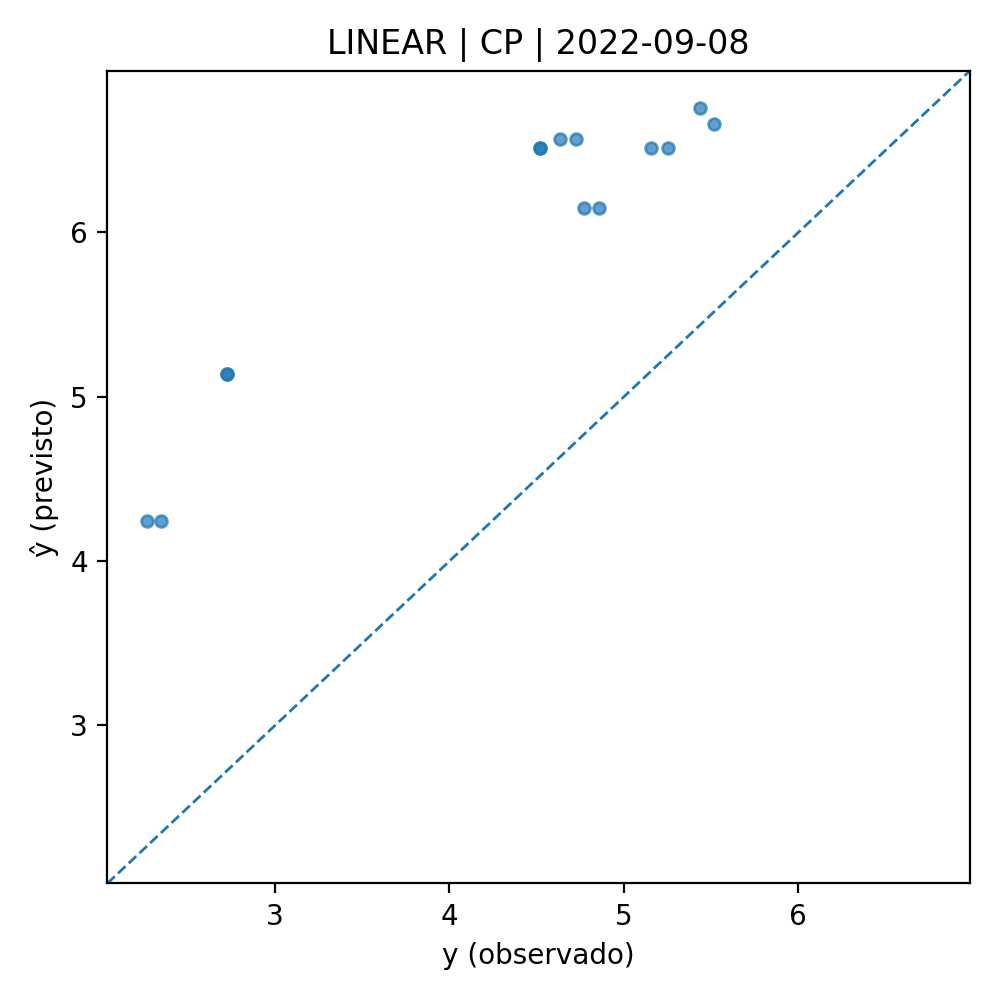 LINEAR | CP | 2022-09-08
6
5
4
3
ŷ (previsto)
3 4 5 6
y (observado)